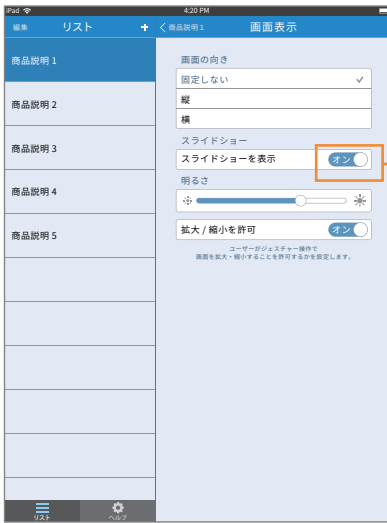 iPad
4:20 PM
編集
リスト
+
商品説明 1
画面表示
商品説明 1
商品説明 2
商品説明 3
商品説明 4
商品説明 5
画面の向き
固定しない
縦
横
スライドショー
スライドショーを表示
オン
明るさ
拡大 / 縮小を許可
オン
ユーザーがジェスチャー操作で
画面を拡大・縮小することを許可するかを設定します。
リスト
ヘルプ